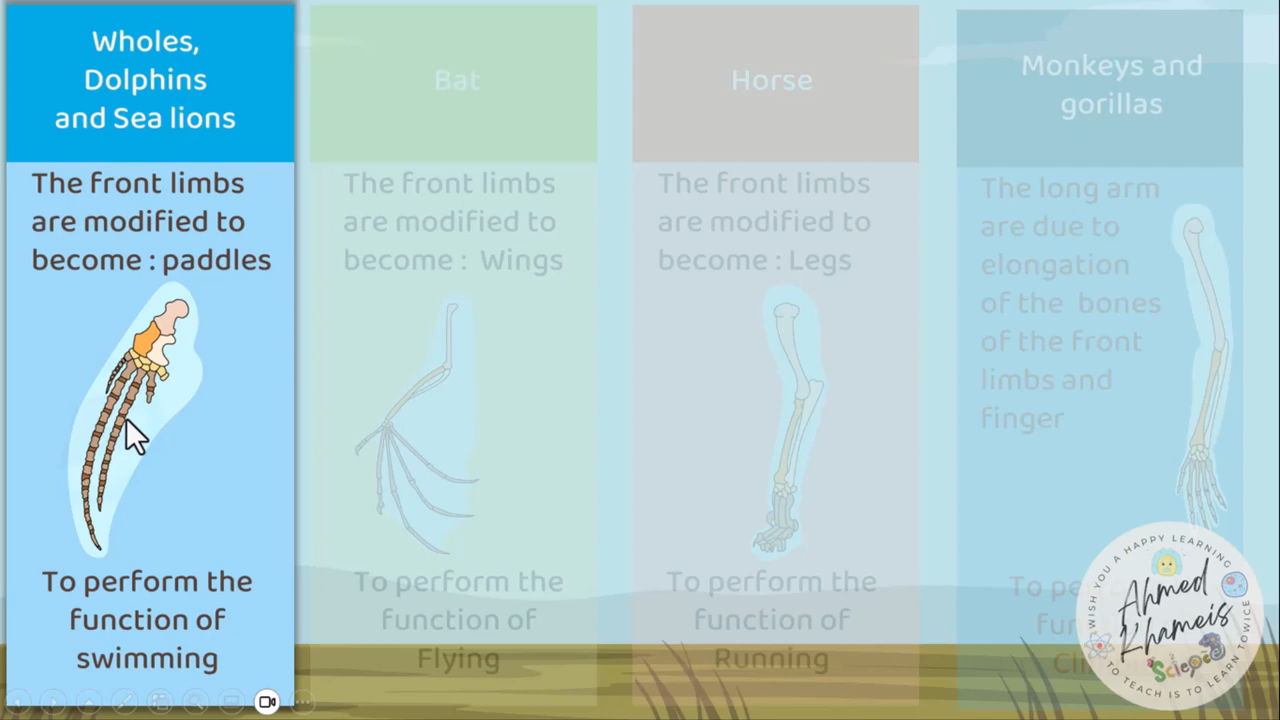 Wholes,
Dolphins
and Sea lions
The front limbs
are modified to
become : paddles
To perform the
function of
swimming
Bat
The front limbs
are modified to
become : Wings
To perform the
function of
Flying
Horse
The front limbs
are modified to
become : Legs
To perform the
function of
Running
Monkeys and
gorillas
The long arm
are due to
elongation
of the bones
of the front
limbs and
finger
To
WISH YOU A HAPPY LEARNING
Ahmed
Khameis
Science
TO TEACH IS TO LEARN TOWICE